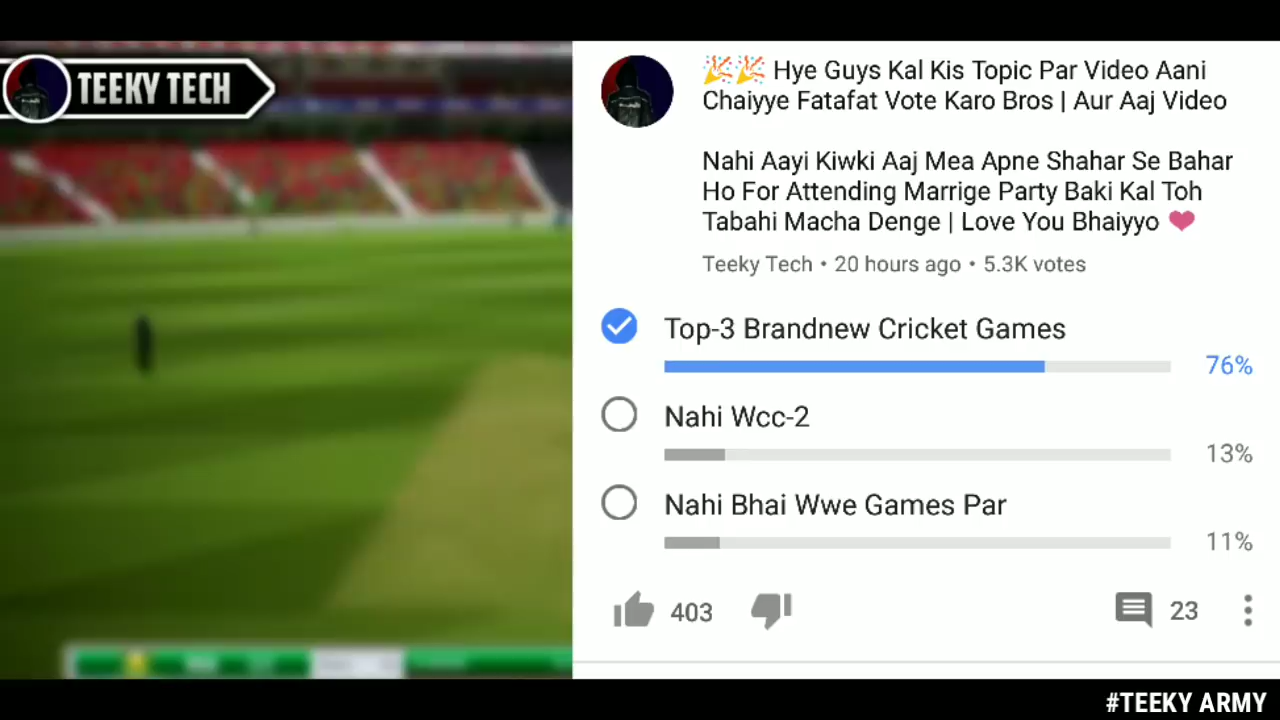 TEEKY TECH
🎉🎉 Hye Guys Kal Kis Topic Par Video Aani
Chaiyye Fatafat Vote Karo Bros | Aur Aaj Video
Nahi Aayi Kiwki Aaj Mea Apne Shahar Se Bahar
Ho For Attending Marrige Party Baki Kal Toh
Tabahi Macha Denge | Love You Bhaiyyo ❤
Teeky Tech • 20 hours ago • 5.3K votes
Top-3 Brandnew Cricket Games
76%
Nahi Wcc-2
13%
Nahi Bhai Wwe Games Par
11%
403
23
#TEEKY ARMY